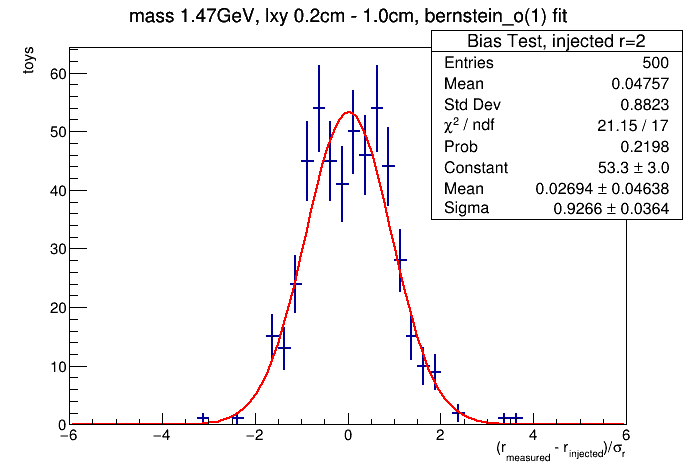 mass 1.47GeV, lxy 0.2cm - 1.0cm, bernstein_o(1) fit
toys
Bias Test, injected r=2
Entries 500
Mean 0.04757
Std Dev 0.8823
χ² / ndf 21.15 / 17
Prob 0.2198
Constant 53.3 ± 3.0
Mean 0.02694 ± 0.04638
Sigma 0.9266 ± 0.0364
60
50
40
30
20
10
0
−6 −4 −2 0 2 4 6
(r_measured - r_injected)/σ_r